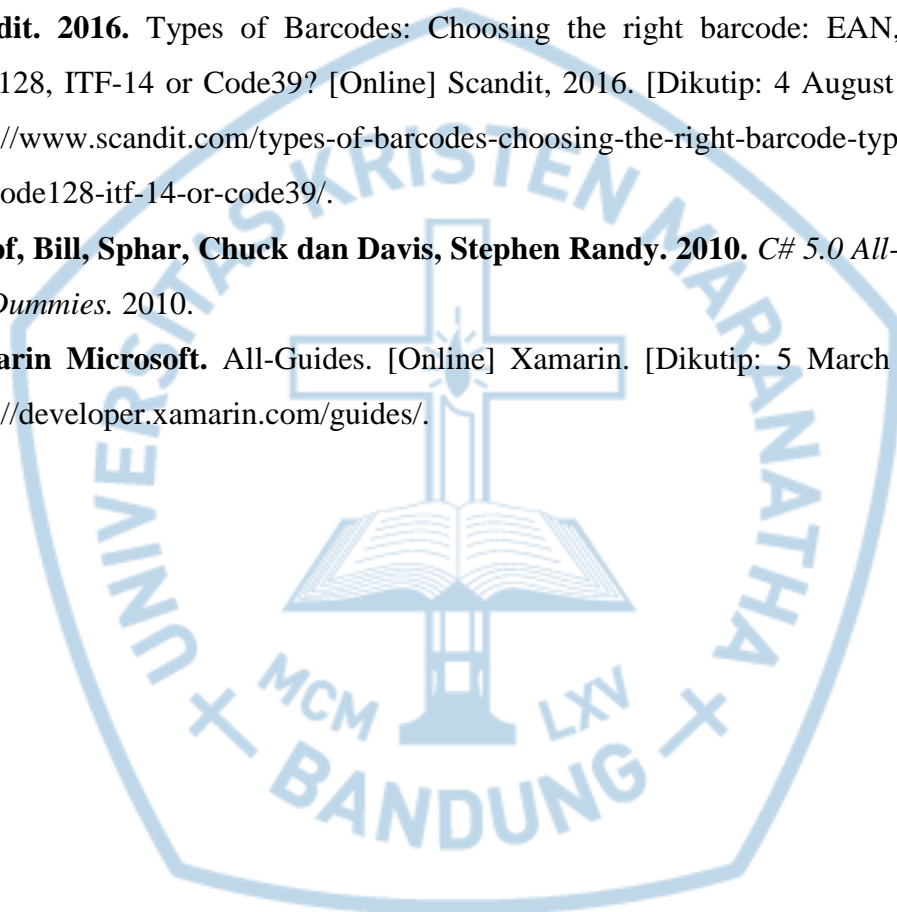 dit. 2016. Types of Barcodes: Choosing the right barcode: EAN,
128, ITF-14 or Code39? [Online] Scandit, 2016. [Dikutip: 4 August
//www.scandit.com/types-of-barcodes-choosing-the-right-barcode-typ
ode128-itf-14-or-code39/.
of, Bill, Sphar, Chuck dan Davis, Stephen Randy. 2010. C# 5.0 All-
Dummies. 2010.
arin Microsoft. All-Guides. [Online] Xamarin. [Dikutip: 5 March
//developer.xamarin.com/guides/.
UNIVERSITAS KRISTEN MARANATHA
MCM LXV
BANDUNG